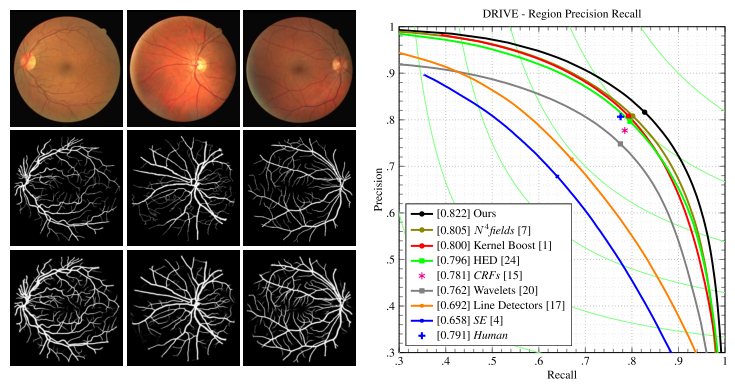 DRIVE - Region Precision Recall
1
.9
.8
.7
.6
.5
.4
.3
Precision
[0.822] Ours
[0.805] N⁴fields [7]
[0.800] Kernel Boost [1]
[0.796] HED [24]
[0.781] CRFs [15]
[0.762] Wavelets [20]
[0.692] Line Detectors [17]
[0.658] SE [4]
[0.791] Human
.3 .4 .5 .6 .7 .8 .9 1
Recall